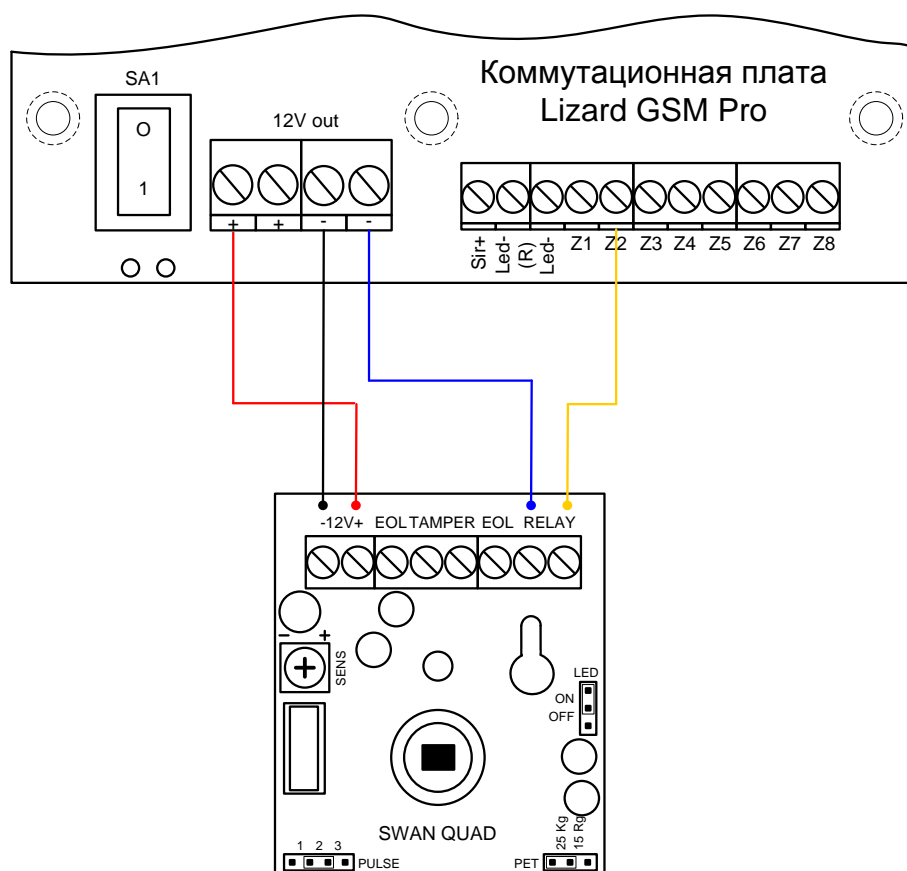 Коммутационная плата
Lizard GSM Pro
SA1
O
1
12V out
+ + - -
Sir+ Led- (R) Led- Z1 Z2 Z3 Z4 Z5 Z6 Z7 Z8
-12V+ EOL TAMPER EOL RELAY
- +
SENS
LED
ON
OFF
SWAN QUAD
1 2 3
PULSE
25 Kg
15 Rg
PET